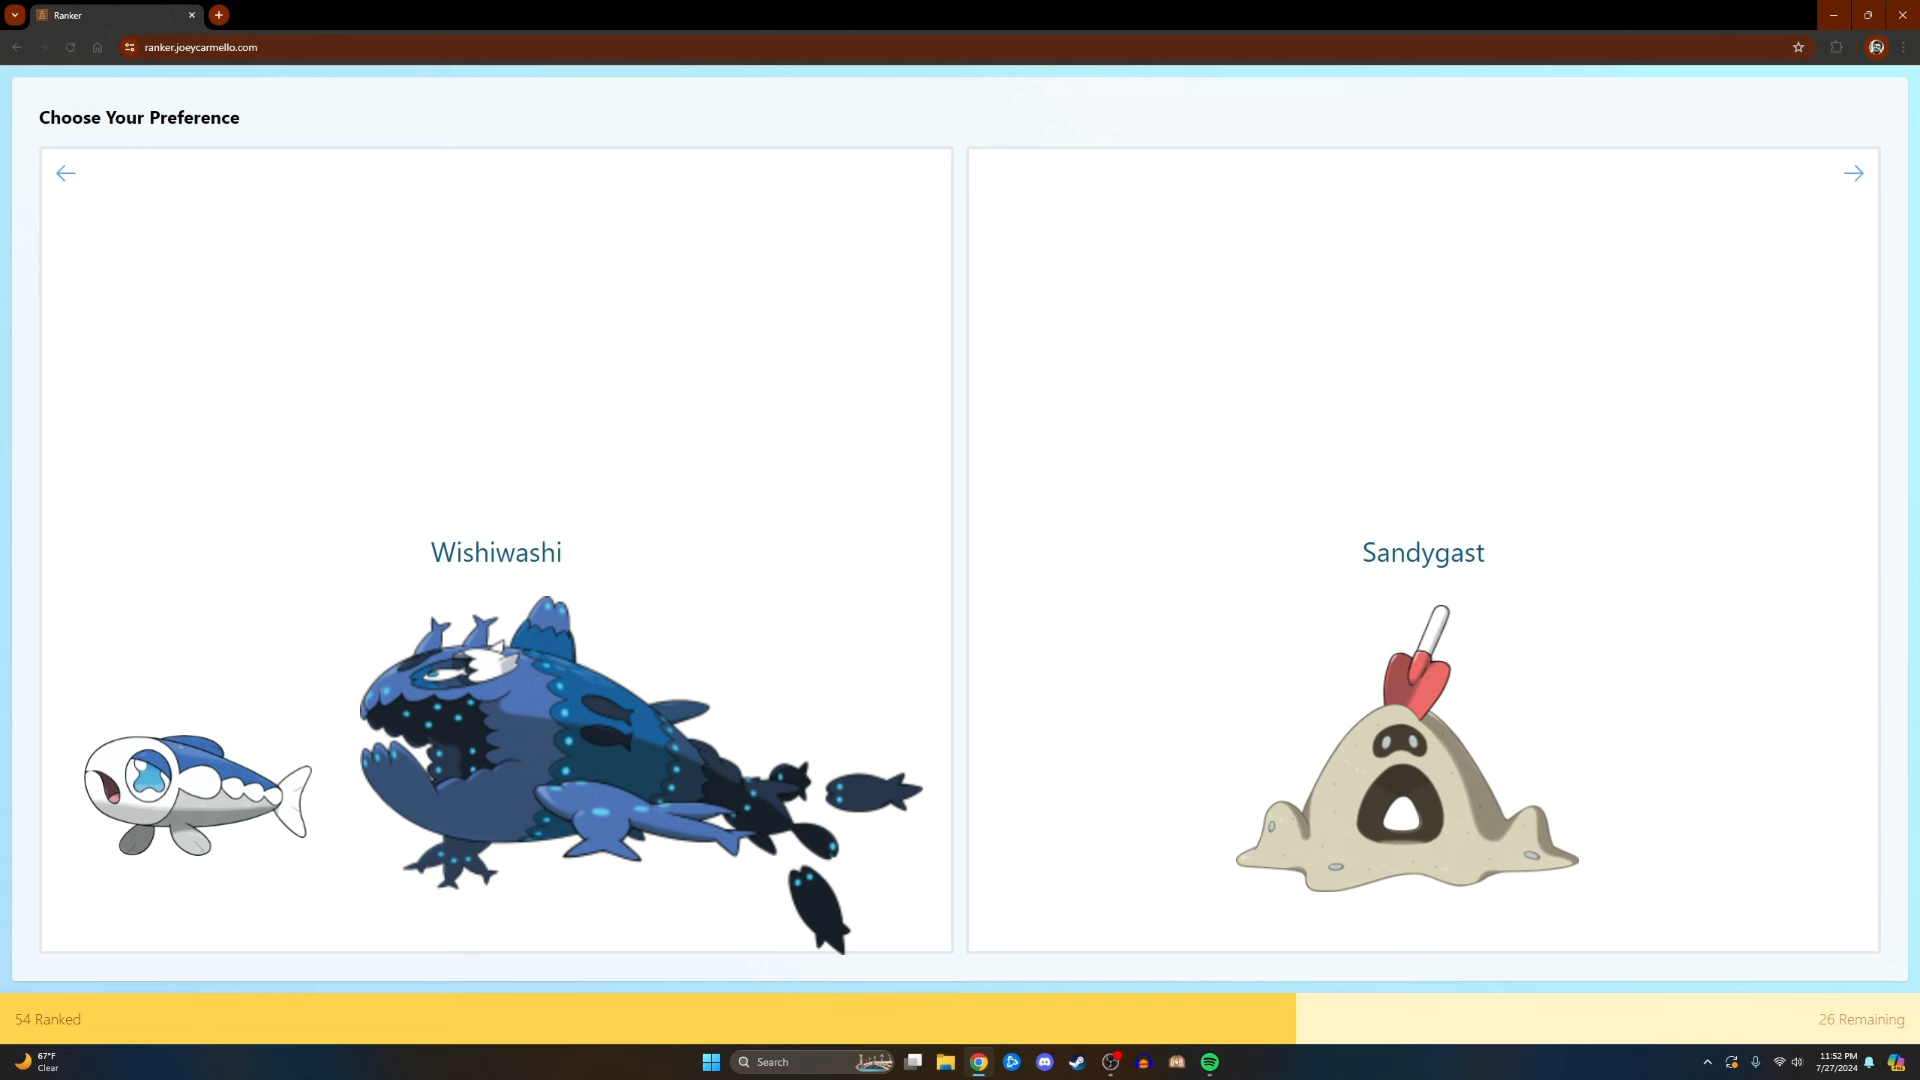 Ranker
ranker.joeycarmello.com
Choose Your Preference
Wishiwashi
Sandygast
54 Ranked
26 Remaining
67°F
Clear
Search
11:52 PM
7/27/2024